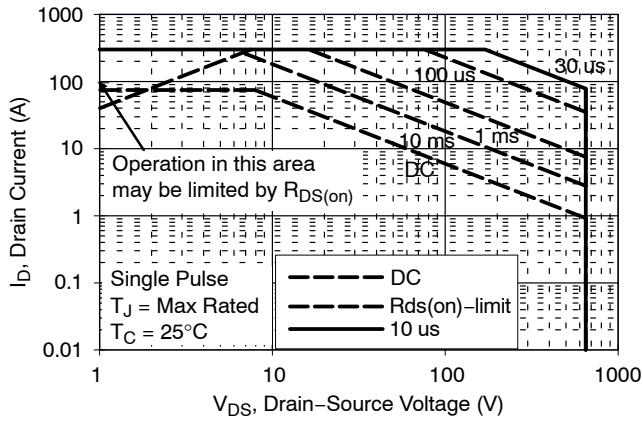 1000
100
10
1
0.1
0.01
I_D, Drain Current (A)
30 us
100 us
1 ms
10 ms
DC
Operation in this area
may be limited by R_DS(on)
Single Pulse
T_J = Max Rated
T_C = 25°C
DC
Rds(on)−limit
10 us
1
10
100
1000
V_DS, Drain−Source Voltage (V)